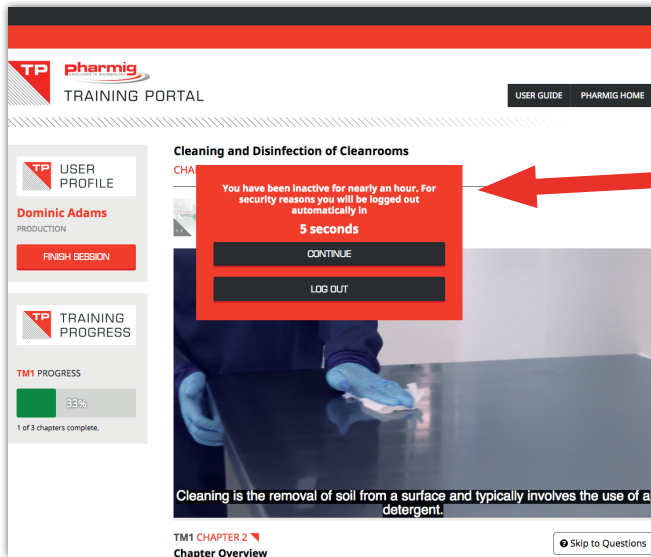 TP
pharmig
TRAINING PORTAL
USER GUIDE PHARMIG HOME
Cleaning and Disinfection of Cleanrooms
CHA
You have been inactive for nearly an hour. For
security reasons you will be logged out
automatically in
5 seconds
CONTINUE
LOG OUT
TP USER
PROFILE
Dominic Adams
PRODUCTION
FINISH SESSION
TP TRAINING
PROGRESS
TM1 PROGRESS
33%
1 of 3 chapters complete.
Cleaning is the removal of soil from a surface and typically involves the use of a
detergent.
TM1 CHAPTER 2
Skip to Questions
Chapter Overview